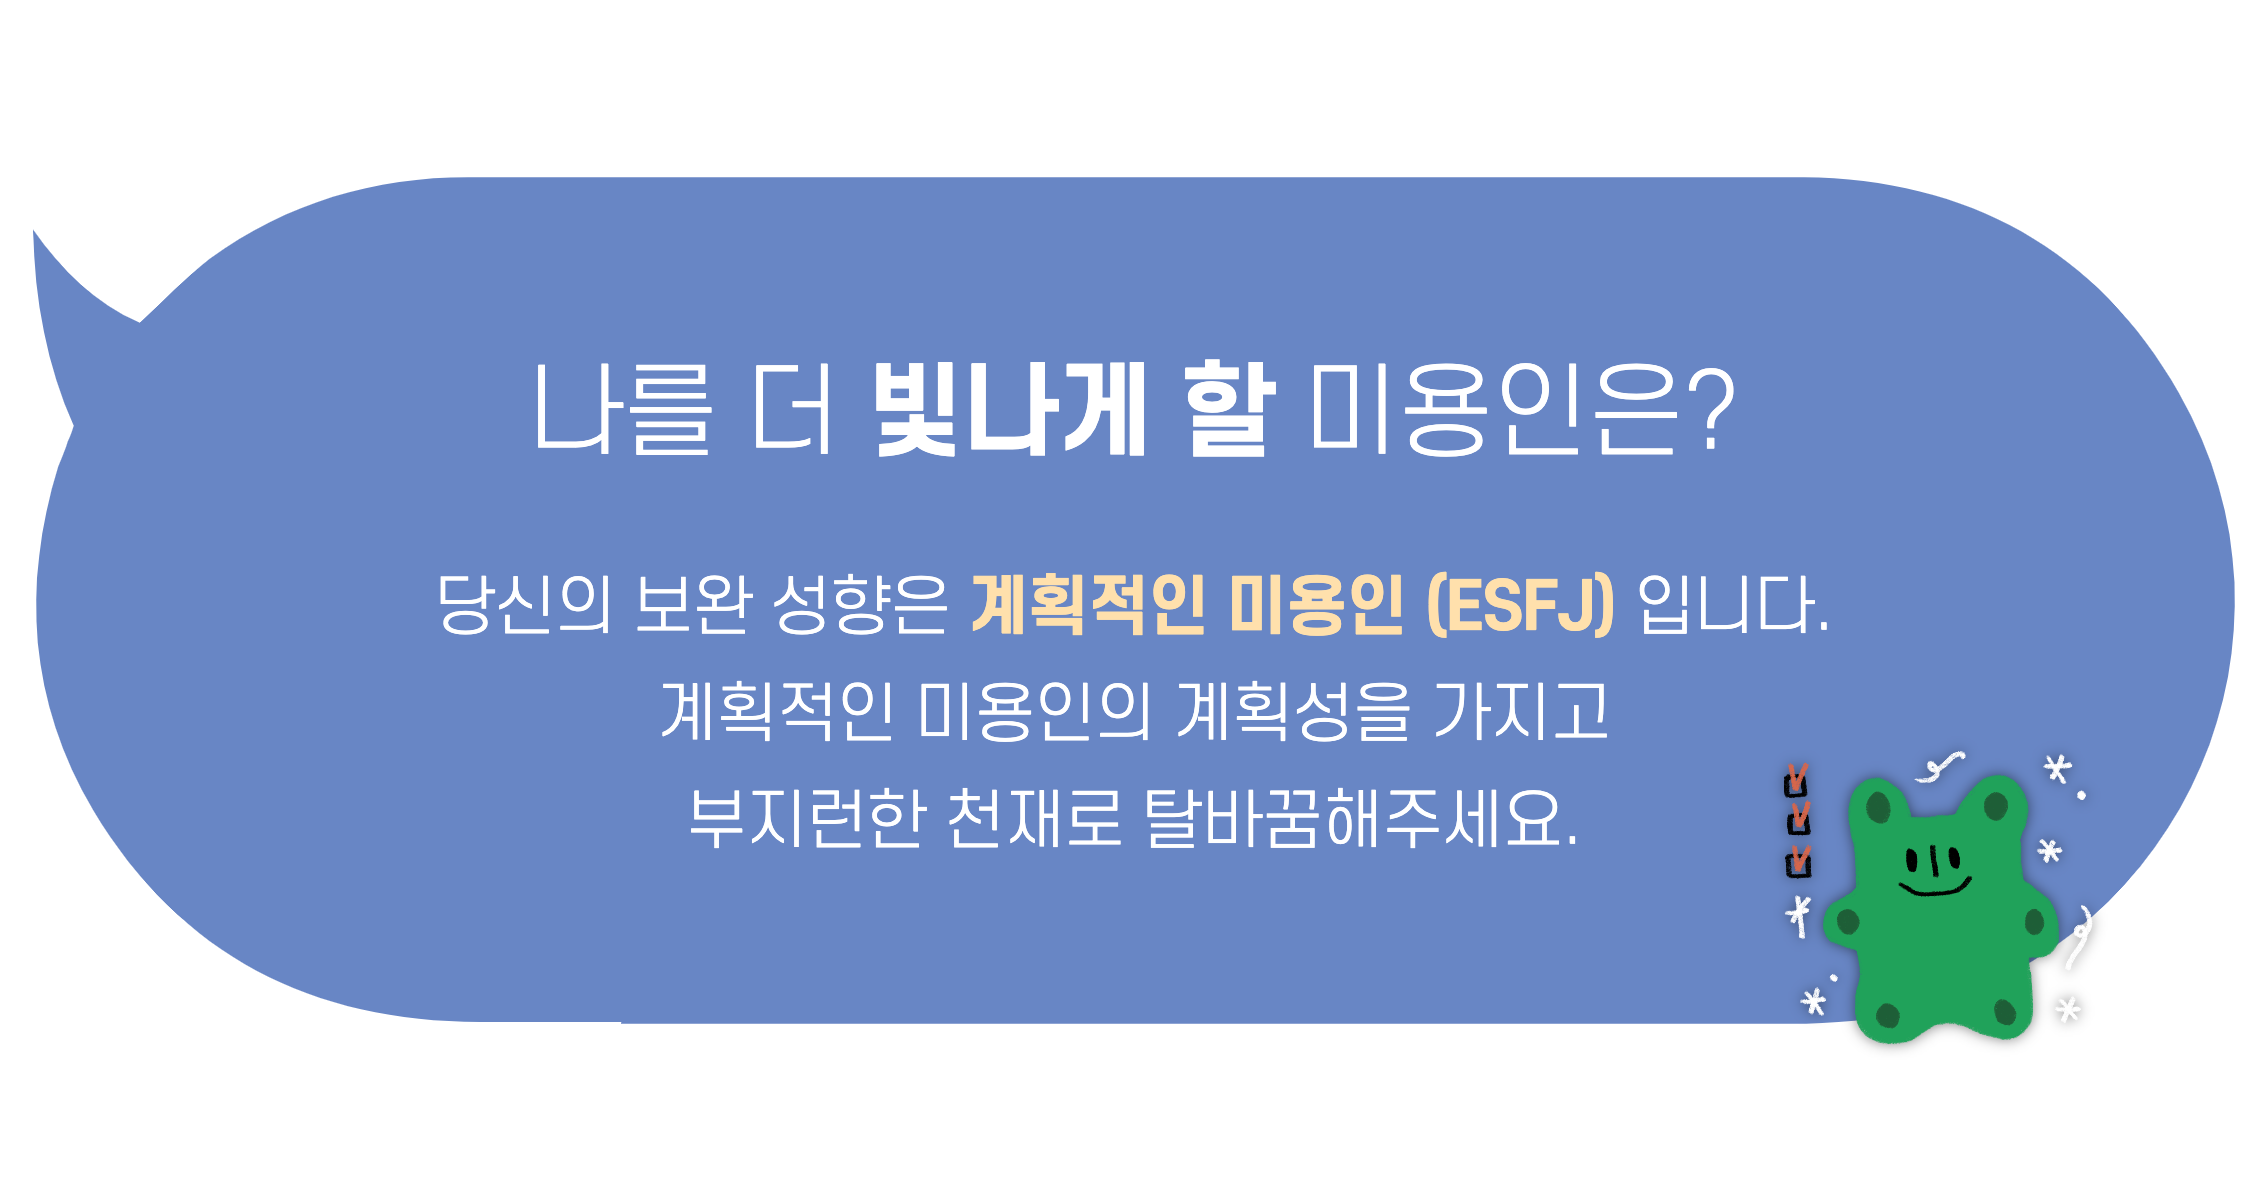 나를 더 빛나게 할 미용인은?
당신의 보완 성향은 계획적인 미용인 (ESFJ) 입니다.
계획적인 미용인의 계획성을 가지고
부지런한 천재로 탈바꿈해주세요.